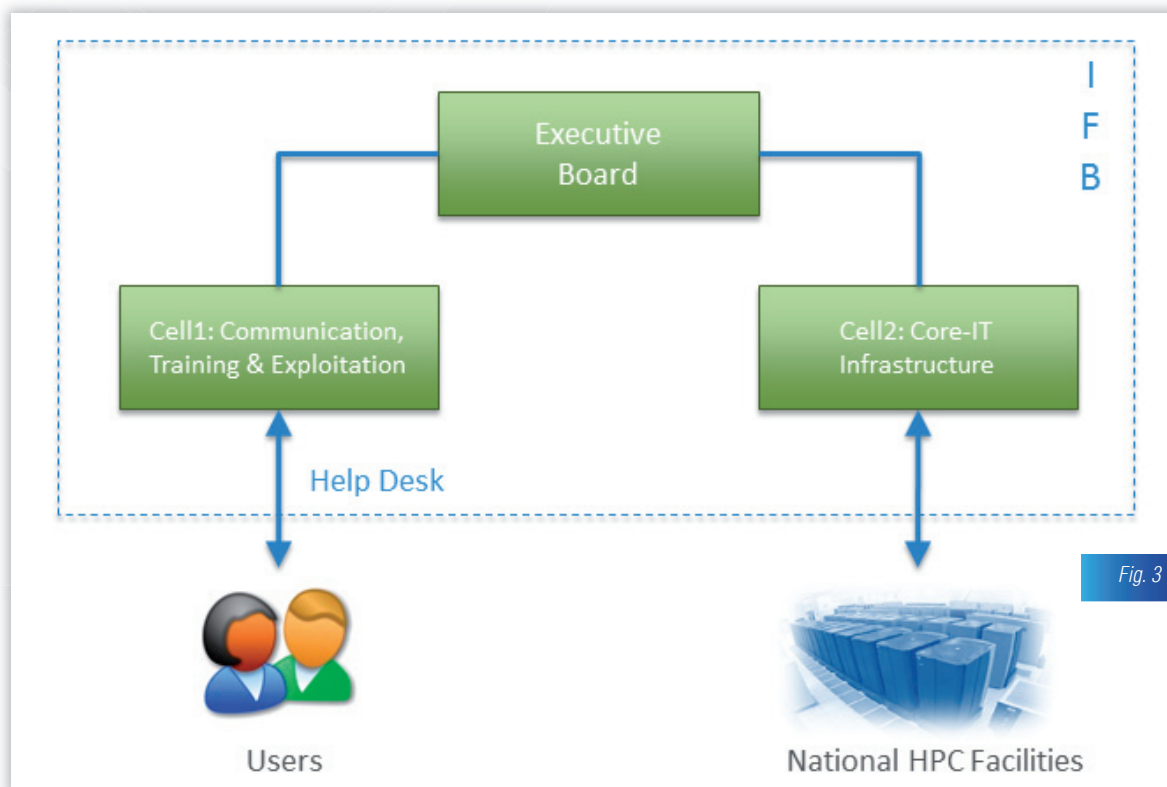 I
F
B
Executive
Board
Cell1: Communication,
Training & Exploitation
Cell2: Core-IT
Infrastructure
Help Desk
Fig. 3
Users
National HPC Facilities